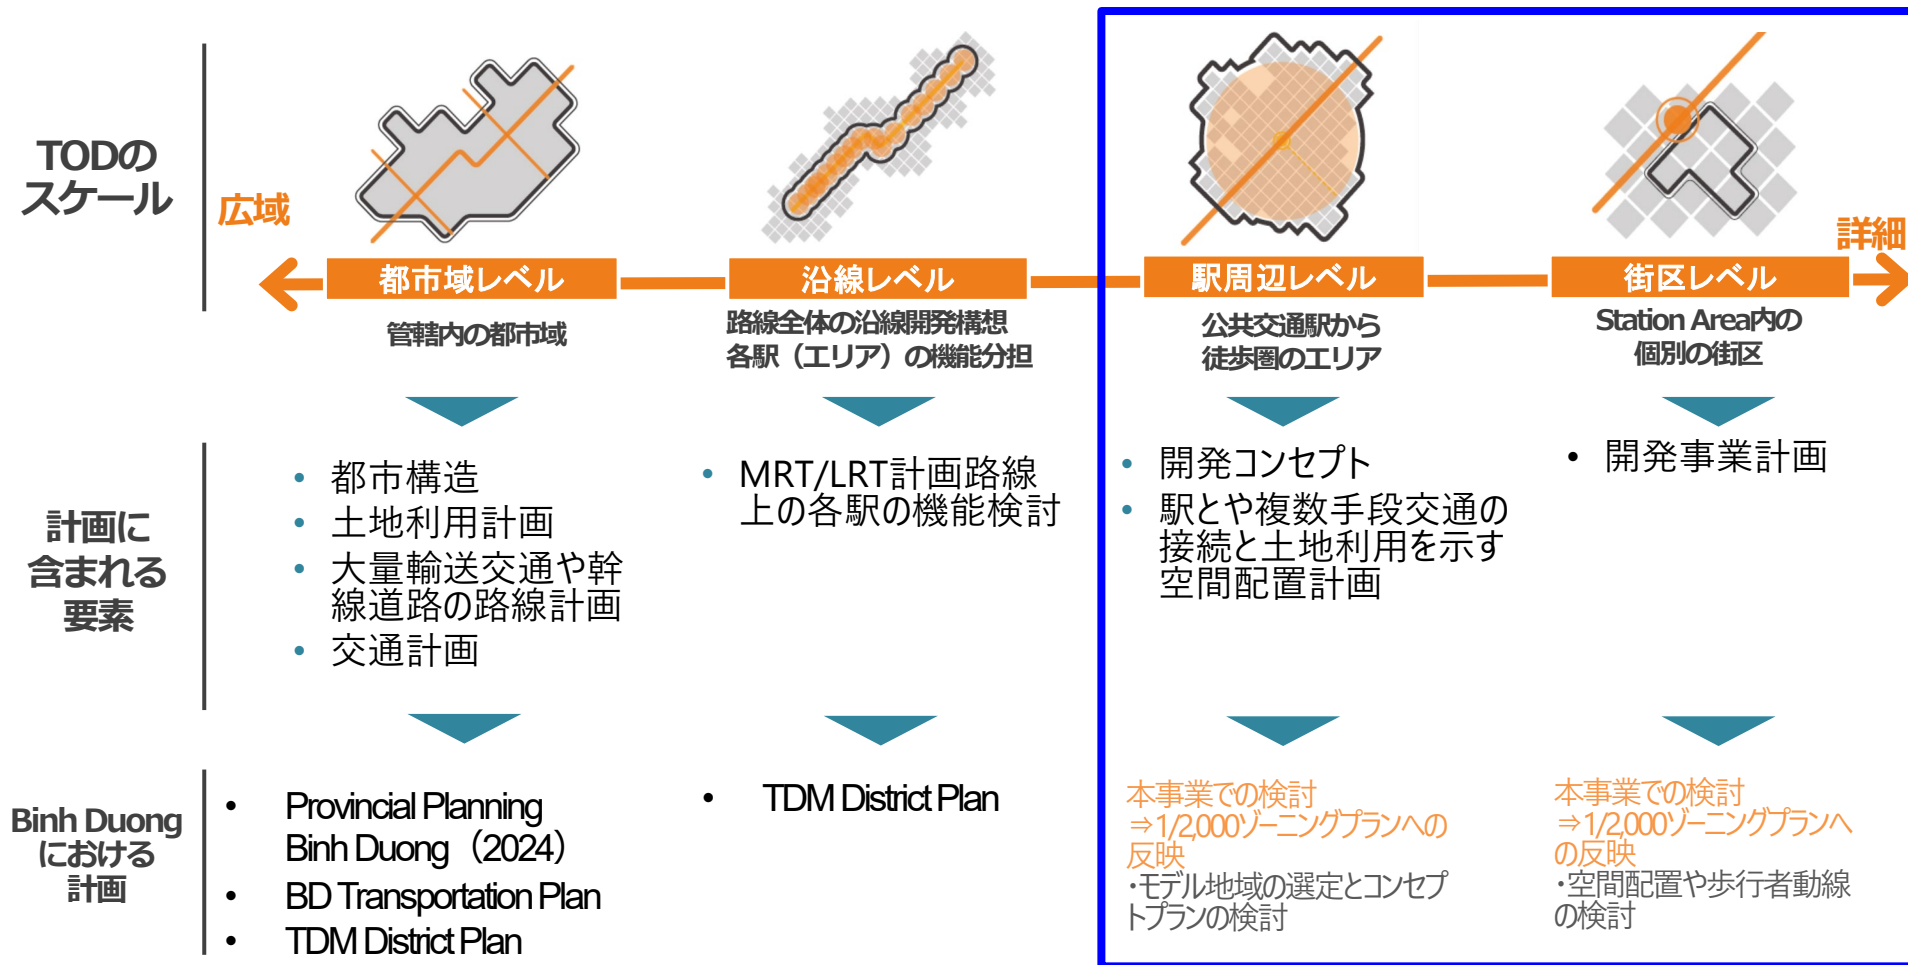 TODの
スケール
広域
詳細
都市域レベル
沿線レベル
駅周辺レベル
街区レベル
管轄内の都市域
路線全体の沿線開発構想
各駅（エリア）の機能分担
公共交通駅から
徒歩圏のエリア
Station Area内の
個別の街区
計画に
含まれる
要素
• 都市構造
• 土地利用計画
• 大量輸送交通や幹
線道路の路線計画
• 交通計画
• MRT/LRT計画路線
上の各駅の機能検討
• 開発コンセプト
• 駅とや複数手段交通の
接続と土地利用を示す
空間配置計画
• 開発事業計画
Binh Duong
における
計画
• Provincial Planning
Binh Duong（2024）
• BD Transportation Plan
• TDM District Plan
• TDM District Plan
本事業での検討
⇒1/2,000ゾーニングプランへの
反映
・モデル地域の選定とコンセプ
トプランの検討
本事業での検討
⇒1/2,000ゾーニングプランへ
の反映
・空間配置や歩行者動線
の検討